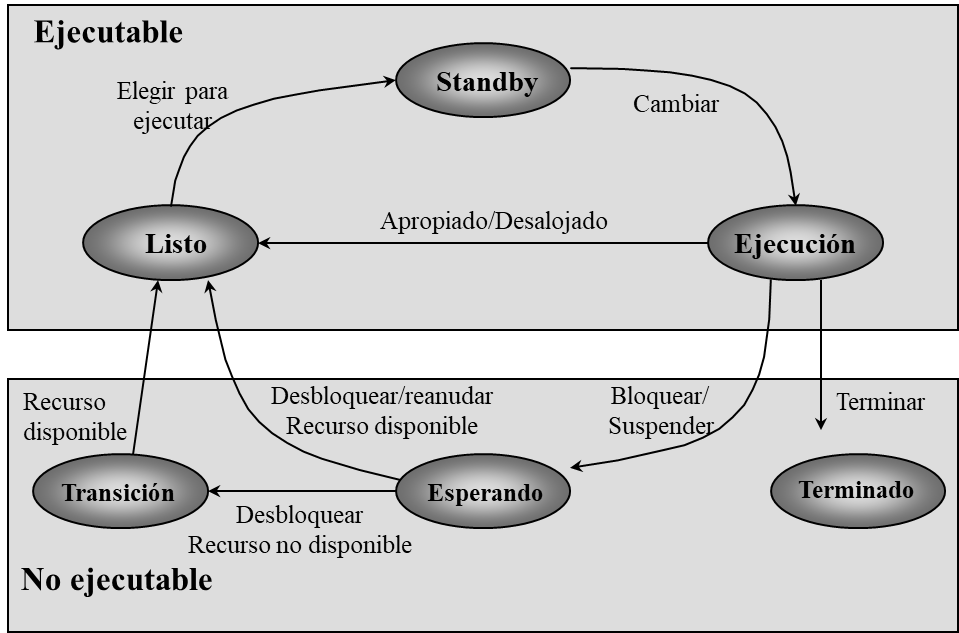 Ejecutable
Standby
Elegir para
ejecutar
Cambiar
Apropiado/Desalojado
Listo
Ejecución
Recurso
disponible
Desbloquear/reanudar
Recurso disponible
Bloquear/
Suspender
Terminar
Transición
Esperando
Terminado
Desbloquear
Recurso no disponible
No ejecutable